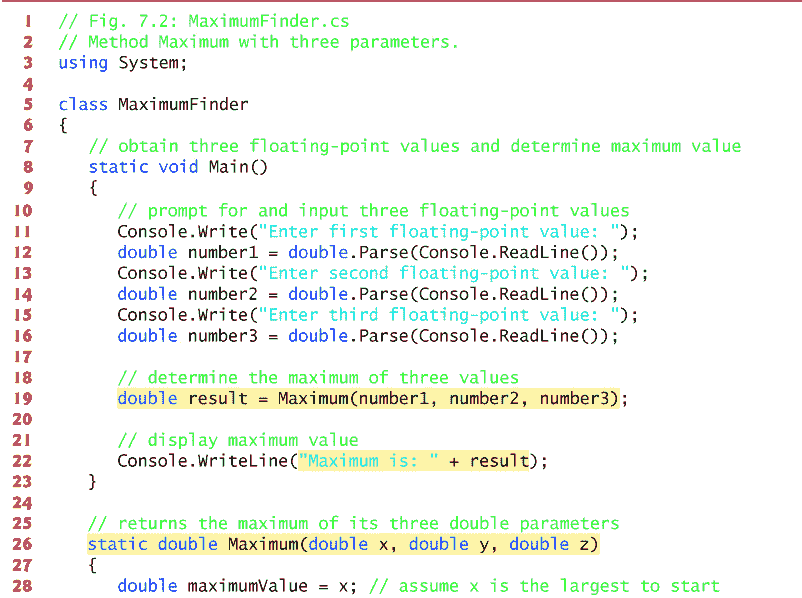 1 // Fig. 7.2: MaximumFinder.cs
2 // Method Maximum with three parameters.
3 using System;
4
5 class MaximumFinder
6 {
7 // obtain three floating-point values and determine maximum value
8 static void Main()
9 {
10 // prompt for and input three floating-point values
11 Console.Write("Enter first floating-point value: ");
12 double number1 = double.Parse(Console.ReadLine());
13 Console.Write("Enter second floating-point value: ");
14 double number2 = double.Parse(Console.ReadLine());
15 Console.Write("Enter third floating-point value: ");
16 double number3 = double.Parse(Console.ReadLine());
17
18 // determine the maximum of three values
19 double result = Maximum(number1, number2, number3);
20
21 // display maximum value
22 Console.WriteLine("Maximum is: " + result);
23 }
24
25 // returns the maximum of its three double parameters
26 static double Maximum(double x, double y, double z)
27 {
28 double maximumValue = x; // assume x is the largest to start